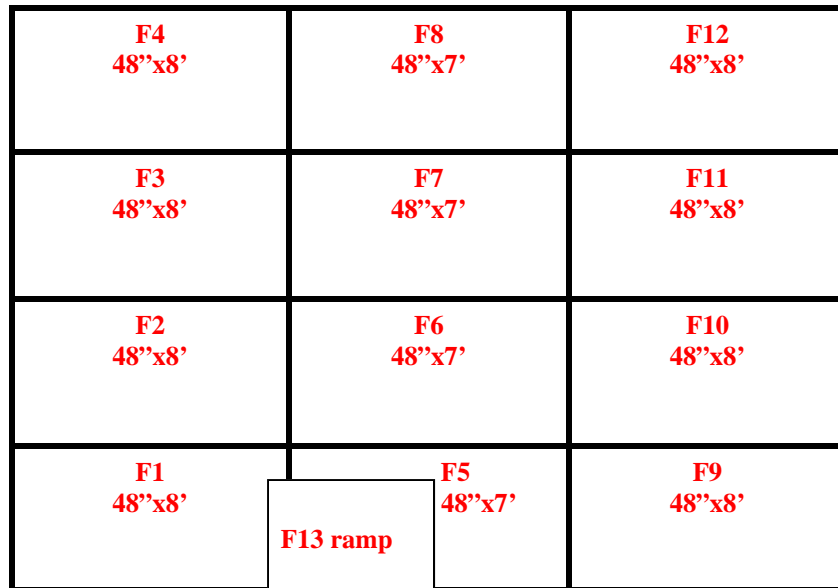 F4
48”x8’
F8
48”x7’
F12
48”x8’
F3
48”x8’
F7
48”x7’
F11
48”x8’
F2
48”x8’
F6
48”x7’
F10
48”x8’
F1
48”x8’
F5
48”x7’
F9
48”x8’
F13 ramp